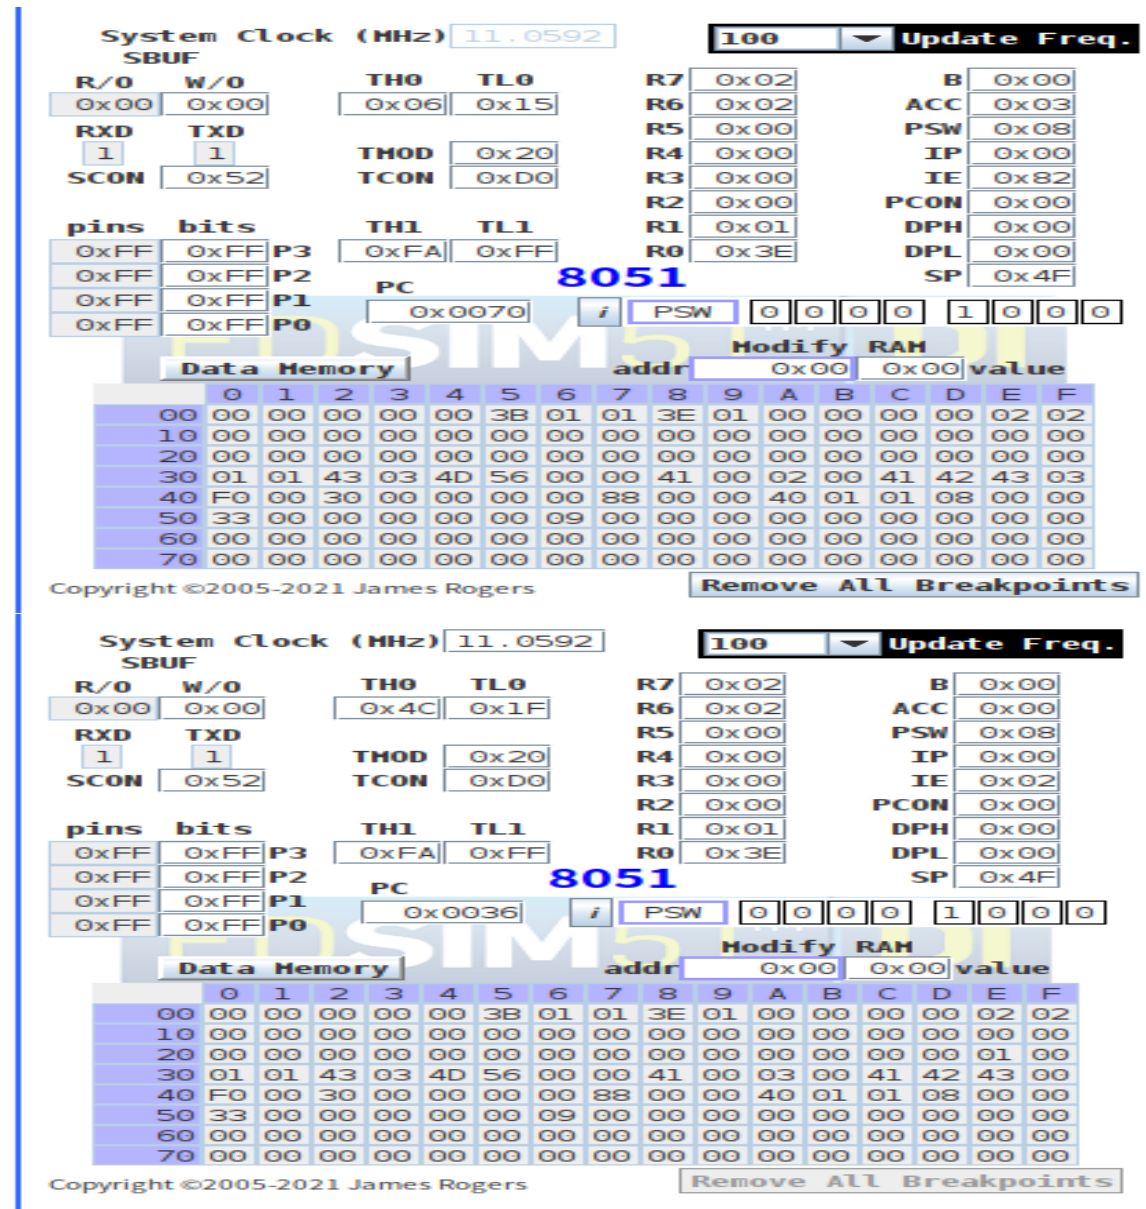 System Clock (MHz) 11.0592 100 Update Freq.
SBUF
R/O W/O TH0 TL0 R7 0x02 B 0x00
0x00 0x00 0x06 0x15 R6 0x02 ACC 0x03
RXD TXD R5 0x00 PSW 0x08
1 1 TMOD 0x20 R4 0x00 IP 0x00
SCON 0x52 TCON 0xD0 R3 0x00 IE 0x82
R2 0x00 PCON 0x00
pins bits TH1 TL1 R1 0x01 DPH 0x00
0xFF 0xFF P3 0xFA 0xFF R0 0x3E DPL 0x00
0xFF 0xFF P2 PC 8051 SP 0x4F
0xFF 0xFF P1 0x0070 i PSW 0 0 0 0 1 0 0 0
0xFF 0xFF P0
Modify RAM
Data Memory addr 0x00 0x00 value
0 1 2 3 4 5 6 7 8 9 A B C D E F
00 00 00 00 00 00 3B 01 01 3E 01 00 00 00 00 02 02
10 00 00 00 00 00 00 00 00 00 00 00 00 00 00 00 00
20 00 00 00 00 00 00 00 00 00 00 00 00 00 00 00 00
30 01 01 43 03 4D 56 00 00 41 00 02 00 41 42 43 03
40 F0 00 30 00 00 00 00 88 00 00 40 01 01 08 00 00
50 33 00 00 00 00 00 09 00 00 00 00 00 00 00 00 00
60 00 00 00 00 00 00 00 00 00 00 00 00 00 00 00 00
70 00 00 00 00 00 00 00 00 00 00 00 00 00 00 00 00
Copyright ©2005-2021 James Rogers Remove All Breakpoints
System Clock (MHz) 11.0592 100 Update Freq.
SBUF
R/O W/O TH0 TL0 R7 0x02 B 0x00
0x00 0x00 0x4C 0x1F R6 0x02 ACC 0x00
RXD TXD R5 0x00 PSW 0x08
1 1 TMOD 0x20 R4 0x00 IP 0x00
SCON 0x52 TCON 0xD0 R3 0x00 IE 0x02
R2 0x00 PCON 0x00
pins bits TH1 TL1 R1 0x01 DPH 0x00
0xFF 0xFF P3 0xFA 0xFF R0 0x3E DPL 0x00
0xFF 0xFF P2 PC 8051 SP 0x4F
0xFF 0xFF P1 0x0036 i PSW 0 0 0 0 1 0 0 0
0xFF 0xFF P0
Modify RAM
Data Memory addr 0x00 0x00 value
0 1 2 3 4 5 6 7 8 9 A B C D E F
00 00 00 00 00 00 3B 01 01 3E 01 00 00 00 00 02 02
10 00 00 00 00 00 00 00 00 00 00 00 00 00 00 00 00
20 00 00 00 00 00 00 00 00 00 00 00 00 00 00 01 00
30 01 01 43 03 4D 56 00 00 41 00 03 00 41 42 43 00
40 F0 00 30 00 00 00 00 88 00 00 40 01 01 08 00 00
50 33 00 00 00 00 00 09 00 00 00 00 00 00 00 00 00
60 00 00 00 00 00 00 00 00 00 00 00 00 00 00 00 00
70 00 00 00 00 00 00 00 00 00 00 00 00 00 00 00 00
Copyright ©2005-2021 James Rogers Remove All Breakpoints